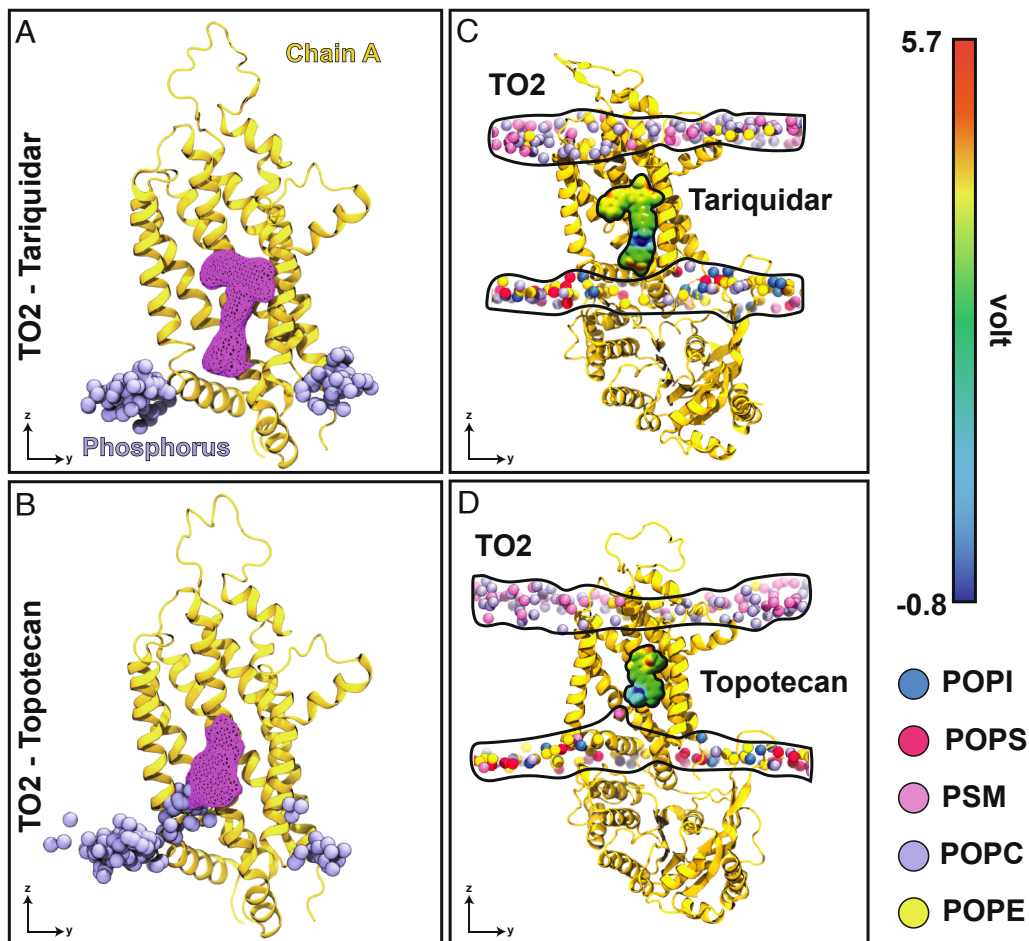 A
Chain A
TO2 - Tariquidar
Phosphorus
z
y
C
TO2
Tariquidar
z
y
5.7
volt
-0.8
B
TO2 - Topotecan
z
y
D
TO2
Topotecan
z
y
POPI
POPS
PSM
POPC
POPE